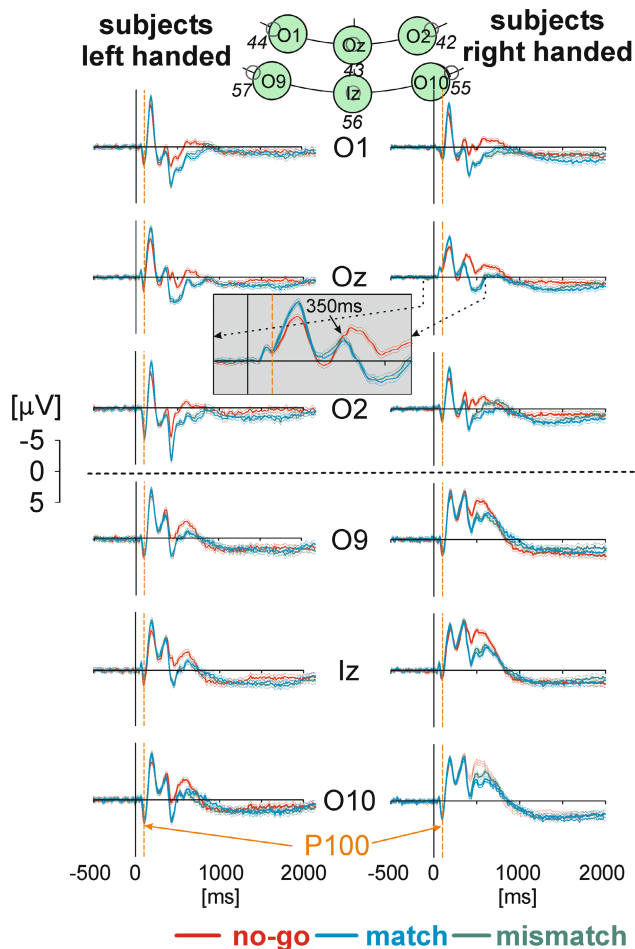 subjects
left handed
subjects
right handed
O1
Oz
O2
44
43
42
O9
Iz
O10
57
56
55
O1
Oz
350ms
O2
[µV]
-5
0
5
O9
Iz
O10
P100
-500 0 1000 2000
-500 0 1000 2000
[ms]
[ms]
no-go match mismatch